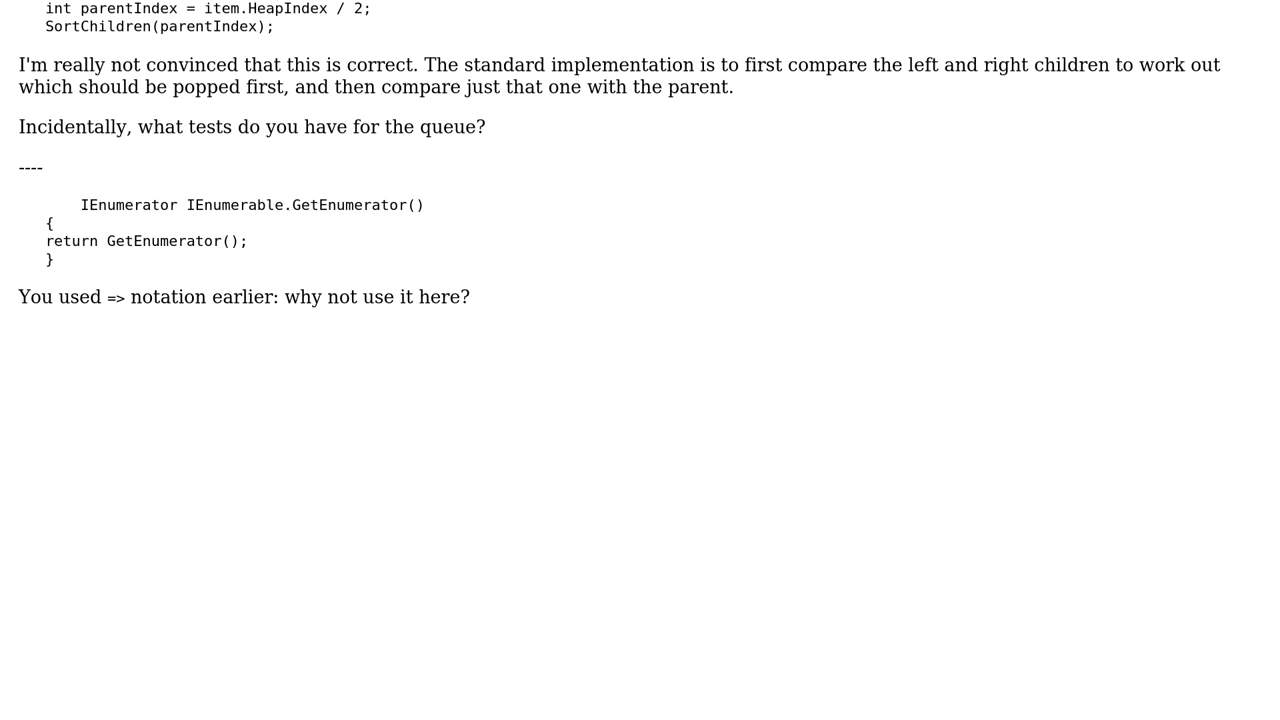 int parentIndex = item.HeapIndex / 2;
SortChildren(parentIndex);
I'm really not convinced that this is correct. The standard implementation is to first compare the left and right children to work out
which should be popped first, and then compare just that one with the parent.
Incidentally, what tests do you have for the queue?
----
IEnumerator IEnumerable.GetEnumerator()
{
return GetEnumerator();
}
You used => notation earlier: why not use it here?